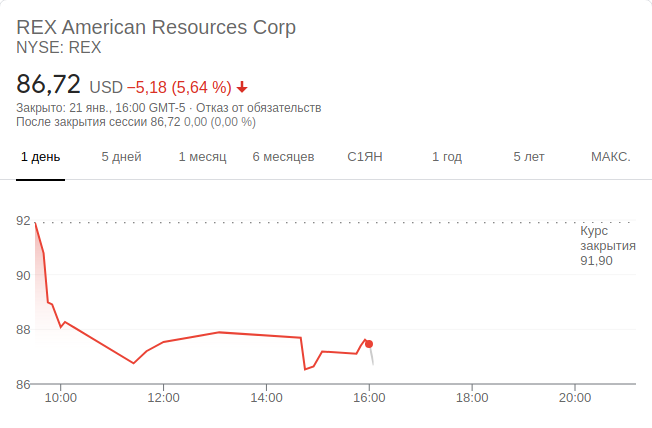 REX American Resources Corp
NYSE: REX
86,72 USD −5,18 (5,64 %)
Закрыто: 21 янв., 16:00 GMT-5 · Отказ от обязательств
После закрытия сессии 86,72 0,00 (0,00 %)
1 день 5 дней 1 месяц 6 месяцев С1ЯН 1 год 5 лет МАКС.
92
Курс
закрытия
91,90
90
88
86
10:00 12:00 14:00 16:00 18:00 20:00